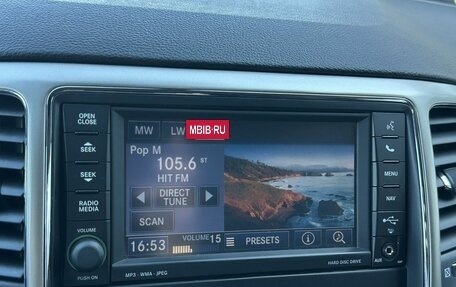 OPEN
CLOSE
SEEK
SEEK
RADIO
MEDIA
VOLUME
PUSH ON
MW
LW
MBIB·RU
Pop M
105.6 ST
HIT FM
DIRECT
TUNE
SCAN
16:53
VOLUME 15
PRESETS
MP3 · WMA · JPEG
HARD DISC DRIVE
MENU
NAV
AUX